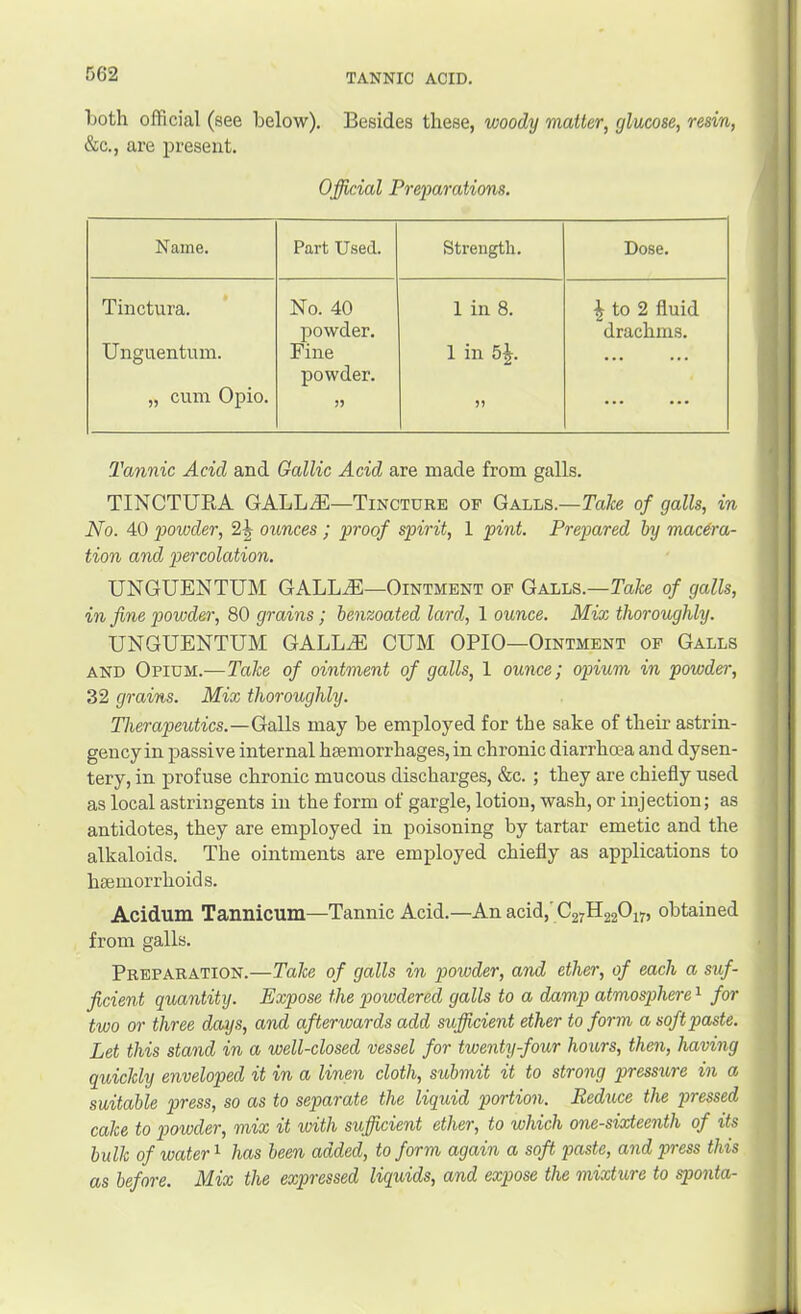 562
TANNIC ACID.
both official (see below). Besides these, woody matter, glucose, resin,
&c., are present.
Official Preparations.
Name. Part Used. Strength. Dose.
Tinctura. No. 40 1 in 8. ½ to 2 fluid
powder. drachms.
Unguentum. Fine 1 in 5½. ... ...
powder.
„ cum Opio. „ „ ... ...
Tannic Acid and Gallic Acid are made from galls.
TINCTURA GALLÆ—Tincture of Galls.—Take of galls, in
No. 40 powder, 2½ ounces; proof spirit, 1 pint. Prepared by macera-
tion and percolation.
UNGUENTUM GALLÆ—Ointment of Galls.—Take of galls,
in fine powder, 80 grains; benzoated lard, 1 ounce. Mix thoroughly.
UNGUENTUM GALLÆ CUM OPIO—Ointment of Galls
and Opium.—Take of ointment of galls, 1 ounce; opium in powder,
32 grains. Mix thoroughly.
Therapeutics.—Galls may be employed for the sake of their astrin-
gency in passive internal hæmorrhages, in chronic diarrhœa and dysen-
tery, in profuse chronic mucous discharges, &c. ; they are chiefly used
as local astringents in the form of gargle, lotion, wash, or injection; as
antidotes, they are employed in poisoning by tartar emetic and the
alkaloids. The ointments are employed chiefly as applications to
hæmorrhoids.
Acidum Tannicum—Tannic Acid.—An acid, C₂₇H₂₂O₁₇, obtained
from galls.
Preparation.—Take of galls in powder, and ether, of each a suf-
ficient quantity. Expose the powdered galls to a damp atmosphere¹ for
two or three days, and afterwards add sufficient ether to form a soft paste.
Let this stand in a well-closed vessel for twenty-four hours, then, having
quickly enveloped it in a linen cloth, submit it to strong pressure in a
suitable press, so as to separate the liquid portion. Reduce the pressed
cake to powder, mix it with sufficient ether, to which one-sixteenth of its
bulk of water¹ has been added, to form again a soft paste, and press this
as before. Mix the expressed liquids, and expose the mixture to sponta-